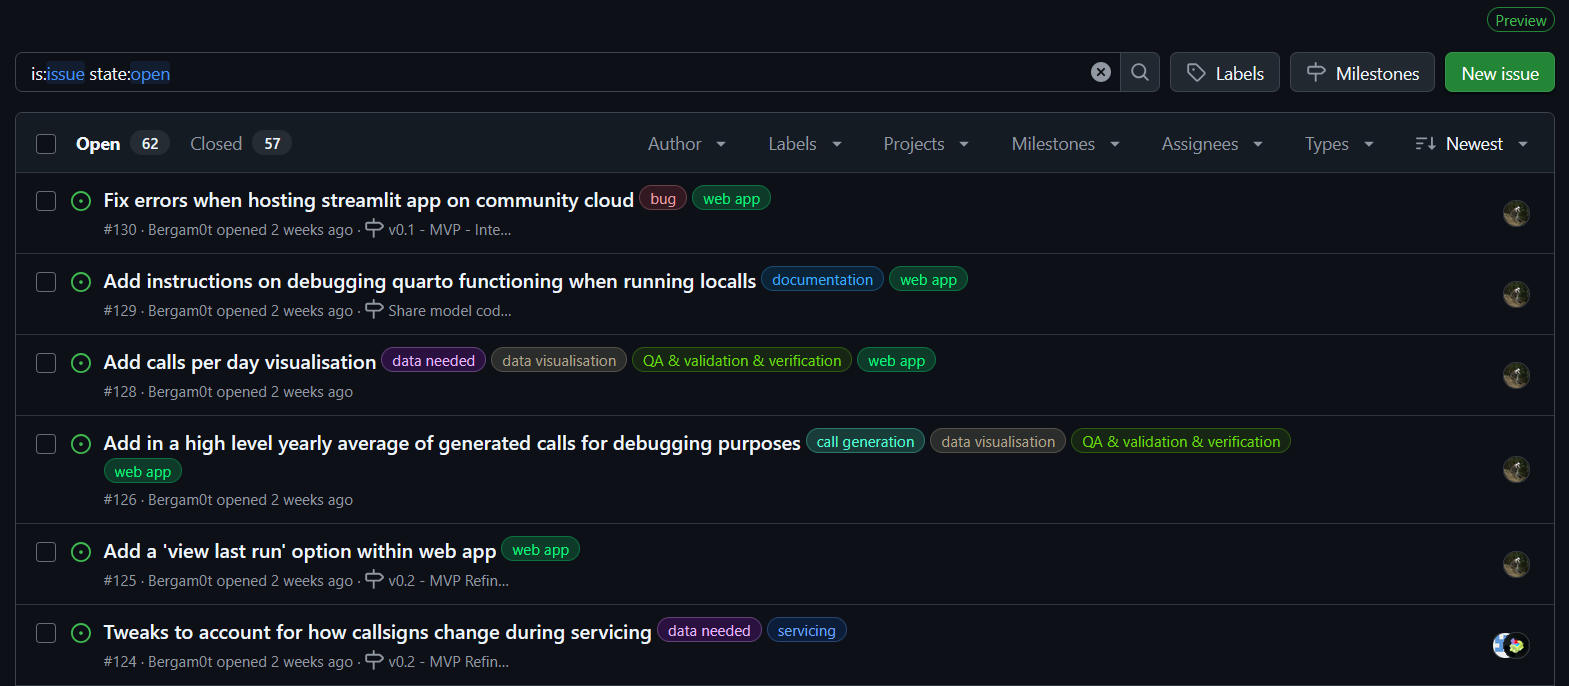 Preview
is:issue state:open
Labels
Milestones
New issue
Open 62 Closed 57 Author Labels Projects Milestones Assignees Types Newest
Fix errors when hosting streamlit app on community cloud bug web app
#130 · Bergam0t opened 2 weeks ago · v0.1 - MVP - Inte...
Add instructions on debugging quarto functioning when running localls documentation web app
#129 · Bergam0t opened 2 weeks ago · Share model cod...
Add calls per day visualisation data needed data visualisation QA & validation & verification web app
#128 · Bergam0t opened 2 weeks ago
Add in a high level yearly average of generated calls for debugging purposes call generation data visualisation QA & validation & verification
web app
#126 · Bergam0t opened 2 weeks ago
Add a 'view last run' option within web app web app
#125 · Bergam0t opened 2 weeks ago · v0.2 - MVP Refin...
Tweaks to account for how callsigns change during servicing data needed servicing
#124 · Bergam0t opened 2 weeks ago · v0.2 - MVP Refin...